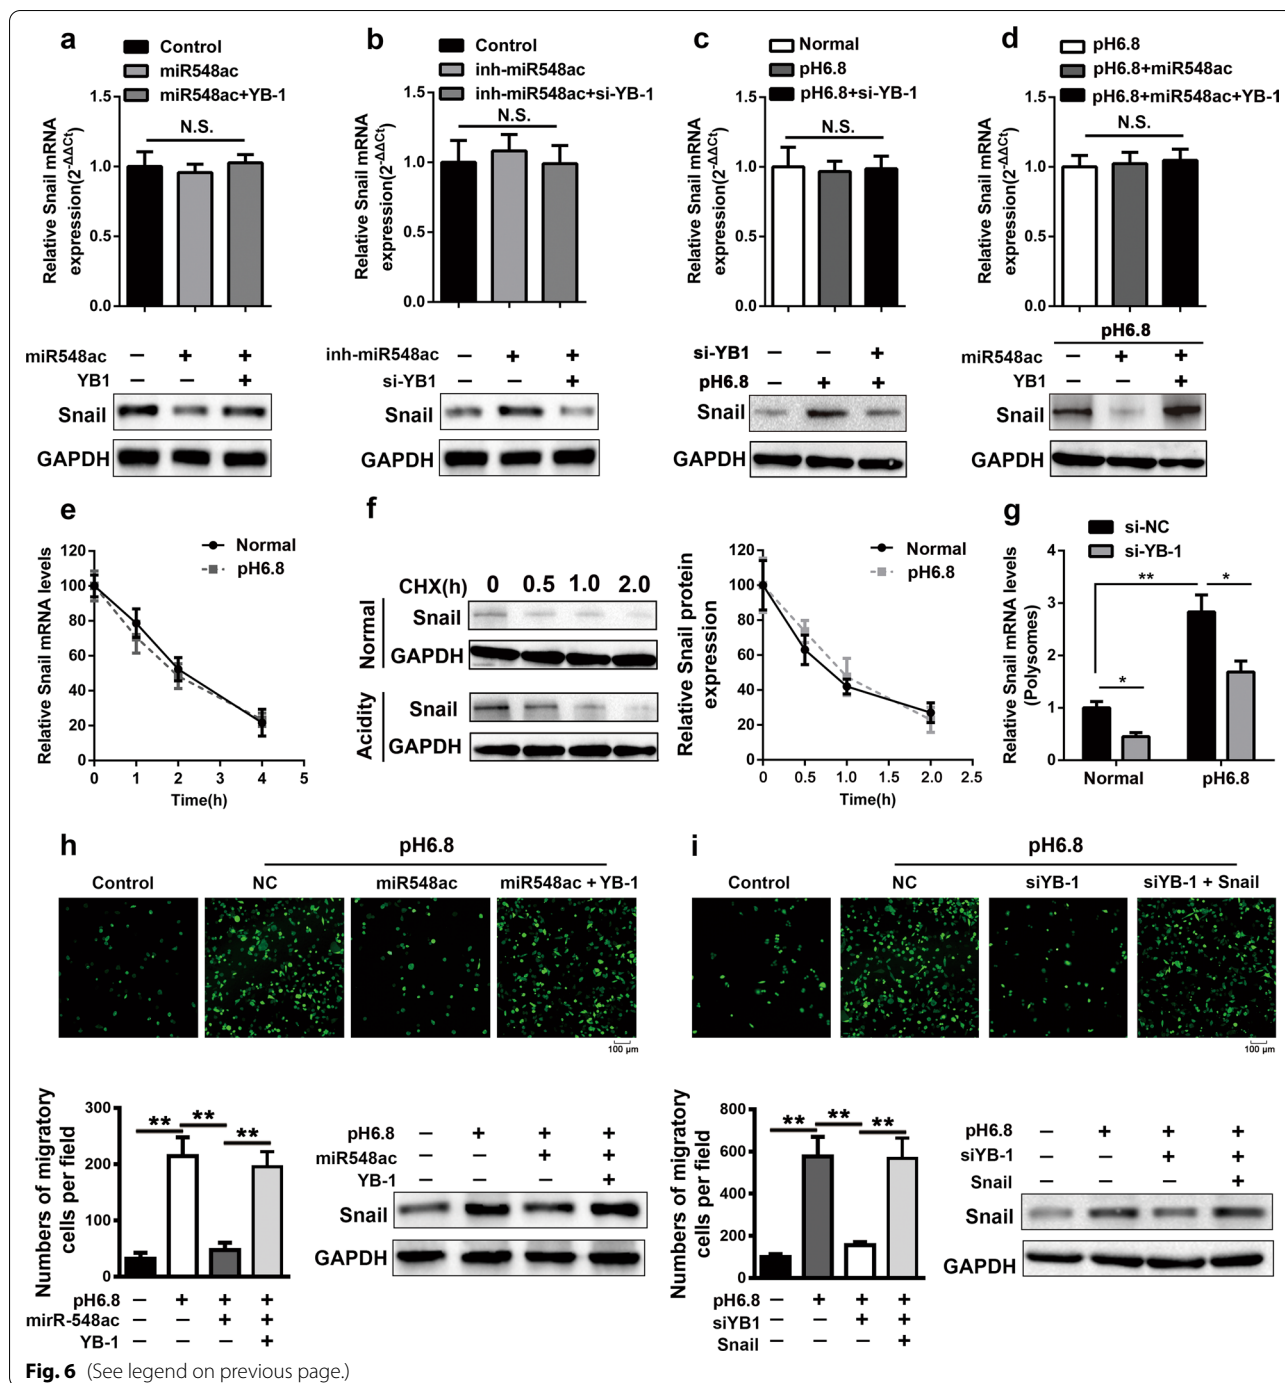 a
Control
miR548ac
miR548ac+YB-1
Relative Snail mRNA
expression(2-ΔΔCt)
1.5
1.0
0.5
0.0
N.S.
miR548ac – + +
YB1 – – +
Snail
GAPDH
b
Control
inh-miR548ac
inh-miR548ac+si-YB-1
Relative Snail mRNA
expression(2-ΔΔCt)
1.5
1.0
0.5
0.0
N.S.
inh-miR548ac – + +
si-YB1 – – +
Snail
GAPDH
c
Normal
pH6.8
pH6.8+si-YB-1
Relative Snail mRNA
expression(2-ΔΔCt)
1.5
1.0
0.5
0.0
N.S.
si-YB1 – – +
pH6.8 – + +
Snail
GAPDH
d
pH6.8
pH6.8+miR548ac
pH6.8+miR548ac+YB-1
Relative Snail mRNA
expression(2-ΔΔCt)
1.5
1.0
0.5
0.0
N.S.
pH6.8
miR548ac – + +
YB1 – – +
Snail
GAPDH
e
Normal
pH6.8
Relative Snail mRNA levels
120
100
80
60
40
20
0
0 1 2 3 4 5
Time(h)
f
CHX(h) 0 0.5 1.0 2.0
Normal
Snail
GAPDH
Acidity
Snail
GAPDH
Normal
pH6.8
Relative Snail protein
expression
120
100
80
60
40
20
0
0.0 0.5 1.0 1.5 2.0 2.5
Time(h)
g
si-NC
si-YB-1
Relative Snail mRNA levels
(Polysomes)
4
3
2
1
0
** *
*
Normal pH6.8
h
pH6.8
Control NC miR548ac miR548ac + YB-1
100 μm
Numbers of migratory
cells per field
300
200
100
0
** ** **
pH6.8 – + + +
mirR-548ac – – + +
YB-1 – – – +
pH6.8 – + + +
miR548ac – – + +
YB-1 – – – +
Snail
GAPDH
i
pH6.8
Control NC siYB-1 siYB-1 + Snail
100 μm
Numbers of migratory
cells per field
800
600
400
200
0
** ** **
pH6.8 – + + +
siYB1 – – + +
Snail – – – +
pH6.8 – + + +
siYB-1 – – + +
Snail – – – +
Snail
GAPDH
Fig. 6 (See legend on previous page.)